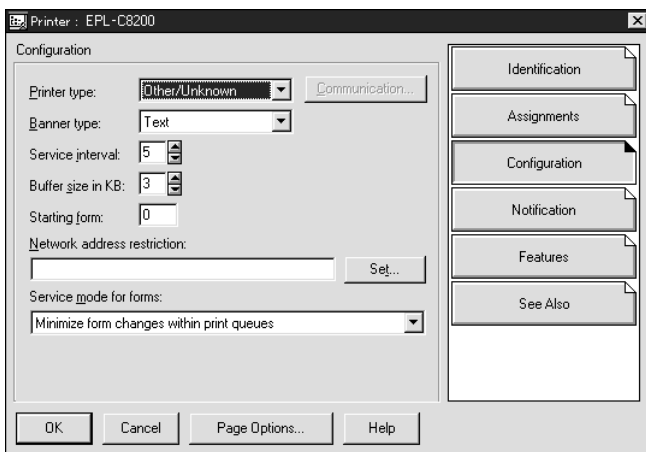 Printer : EPL-C8200
Configuration
Printer type: Other/Unknown Communication...
Banner type: Text
Service interval: 5
Buffer size in KB: 3
Starting form: 0
Network address restriction:
Set...
Service mode for forms:
Minimize form changes within print queues
OK Cancel Page Options... Help
Identification
Assignments
Configuration
Notification
Features
See Also